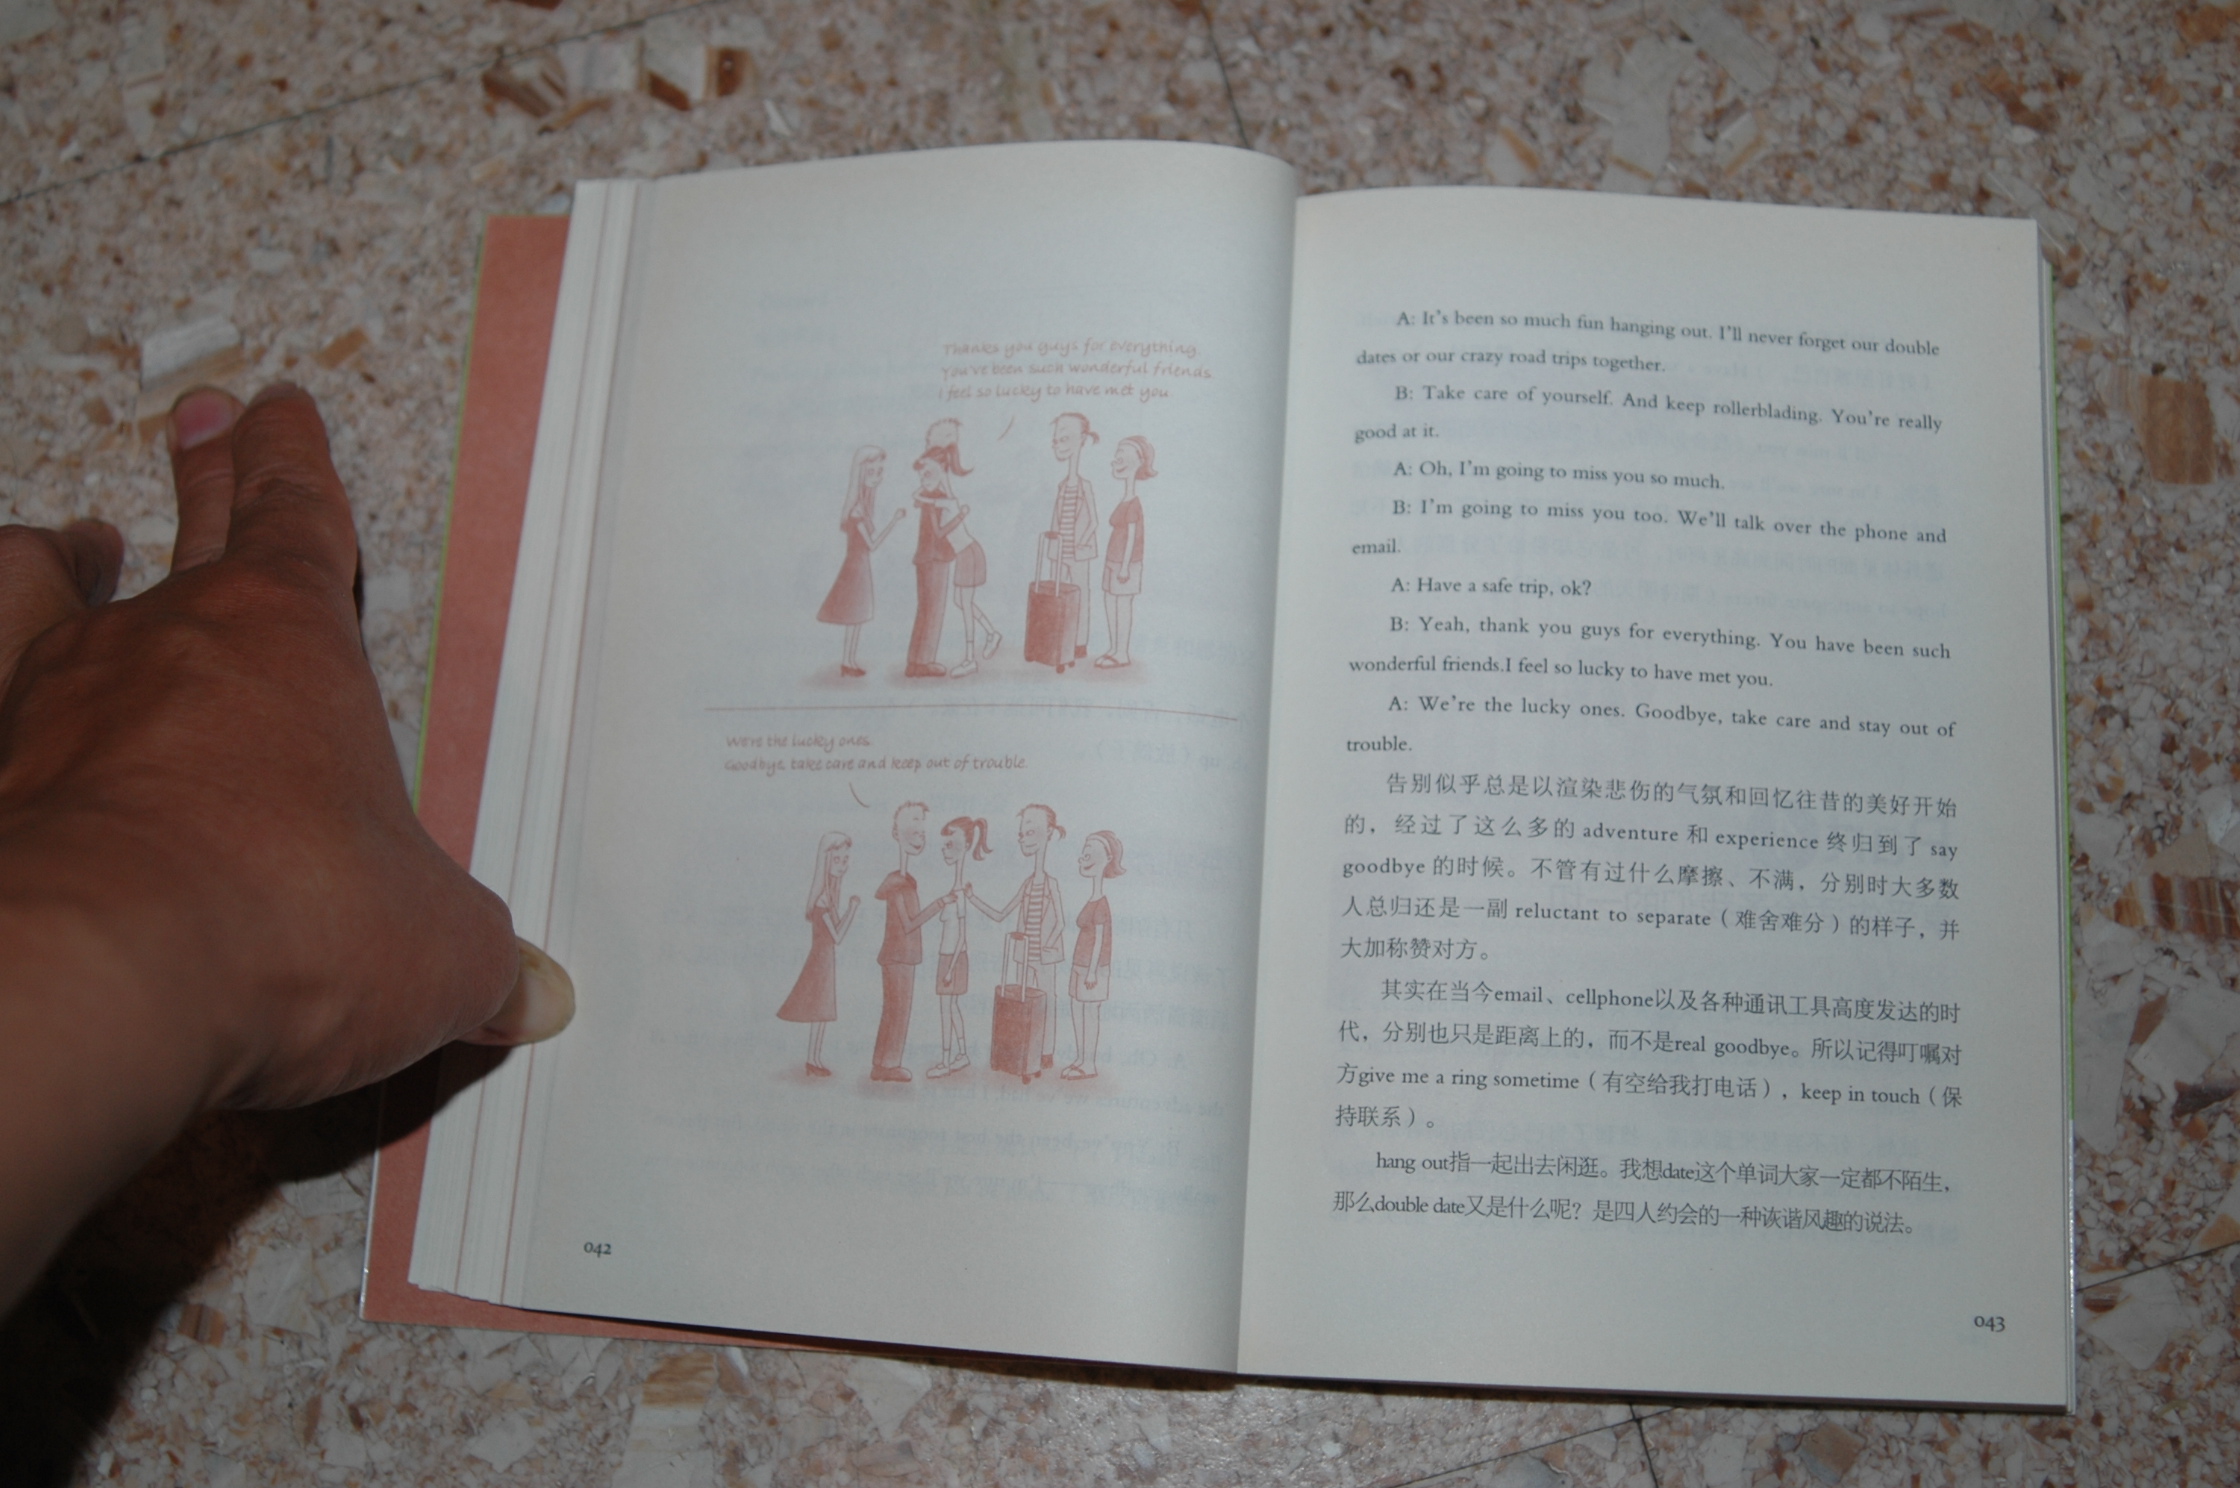 Thanks you guys for everything.
you've been such wonderful friends.
i feel so lucky to have met you
We're the lucky ones.
Goodbye, take care and keep out of trouble.
042
A: It's been so much fun hanging out. I'll never forget our double
dates or our crazy road trips together.
B: Take care of yourself. And keep rollerblading. You're really
good at it.
A: Oh, I'm going to miss you so much.
B: I'm going to miss you too. We'll talk over the phone and
email.
A: Have a safe trip, ok?
B: Yeah, thank you guys for everything. You have been such
wonderful friends.I feel so lucky to have met you.
A: We're the lucky ones. Goodbye, take care and stay out of
trouble.
告别似乎总是以渲染悲伤的气氛和回忆往昔的美好开始
的，经过了这么多的 adventure 和 experience 终归到了 say
goodbye 的时候。不管有过什么摩擦、不满，分别时大多数
人总归还是一副 reluctant to separate（难舍难分）的样子，并
大加称赞对方。
其实在当今email、cellphone以及各种通讯工具高度发达的时
代，分别也只是距离上的，而不是real goodbye。所以记得叮嘱对
方give me a ring sometime（有空给我打电话），keep in touch（保
持联系）。
hang out指一起出去闲逛。我想date这个单词大家一定都不陌生，
那么double date又是什么呢？是四人约会的一种诙谐风趣的说法。
043